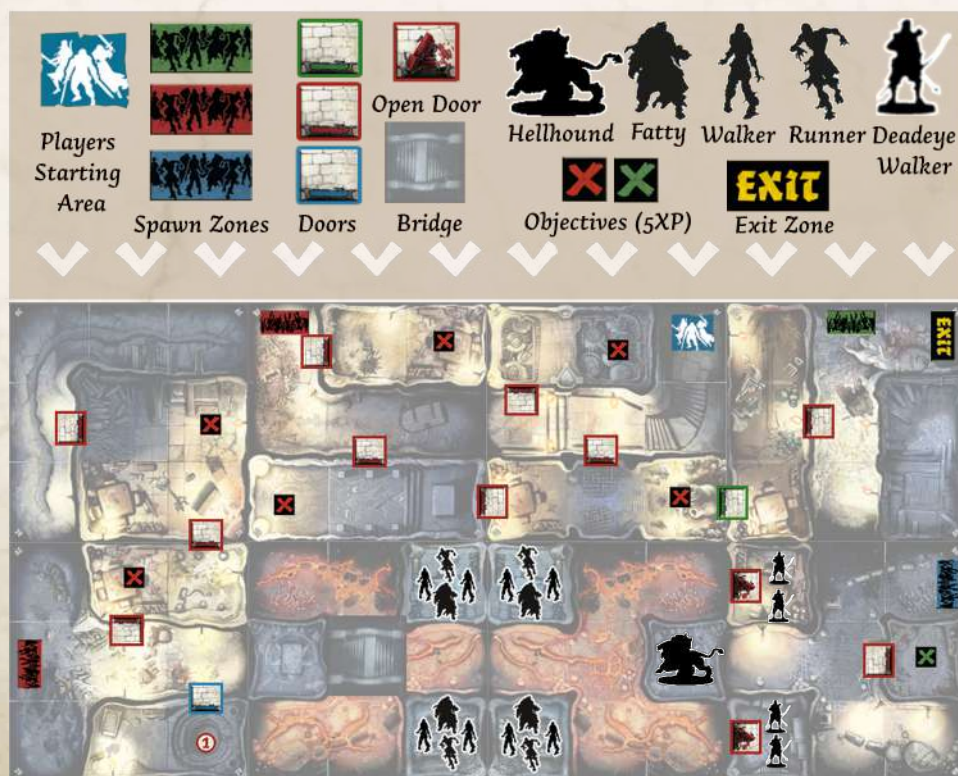 Players
Starting
Area
Spawn Zones
Doors
Open Door
Bridge
Hellhound
Fatty
Walker
Runner
Deadeye
Walker
Objectives (5XP)
EXIT
Exit Zone
EXIT
1